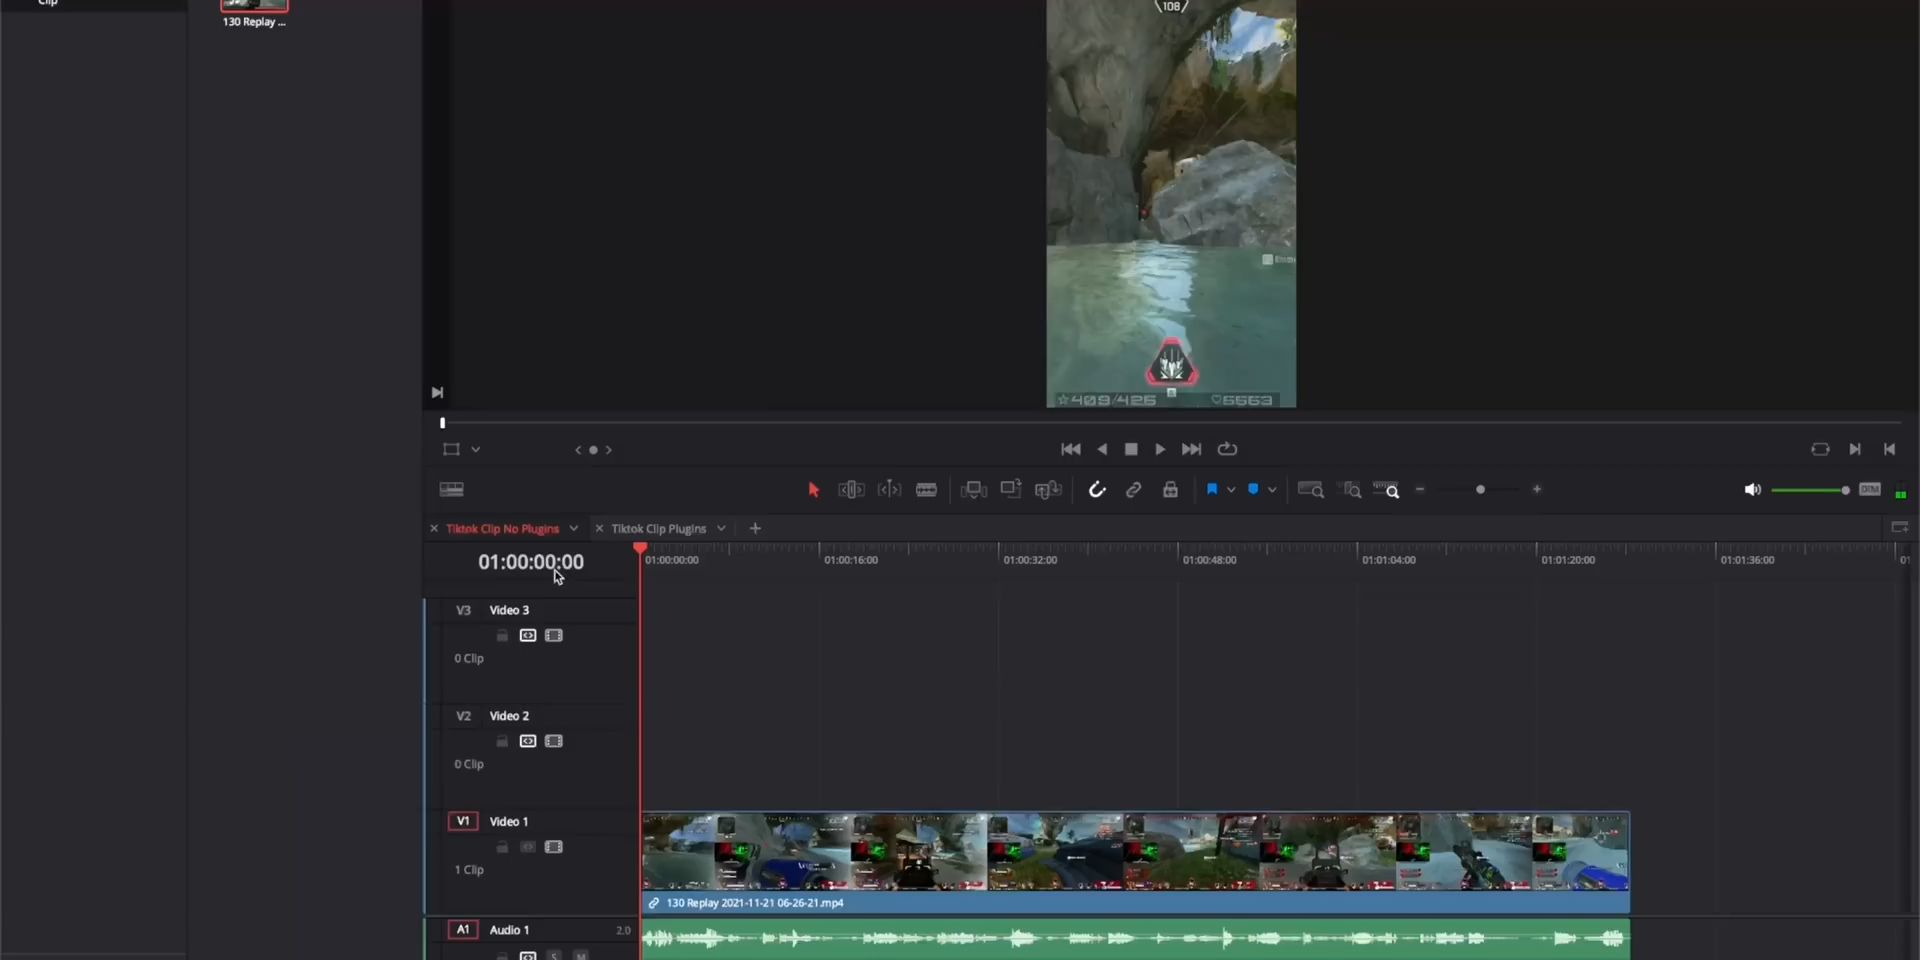 Clip
130 Replay ...
108
409/426
5553
Tiktok Clip No Plugins
Tiktok Clip Plugins
DIM
01:00:00:00
01:00:00:00
01:00:16:00
01:00:32:00
01:00:48:00
01:01:04:00
01:01:20:00
01:01:36:00
V3 Video 3
0 Clip
V2 Video 2
0 Clip
V1 Video 1
1 Clip
130 Replay 2021-11-21 06-26-21.mp4
A1 Audio 1 2.0
S M